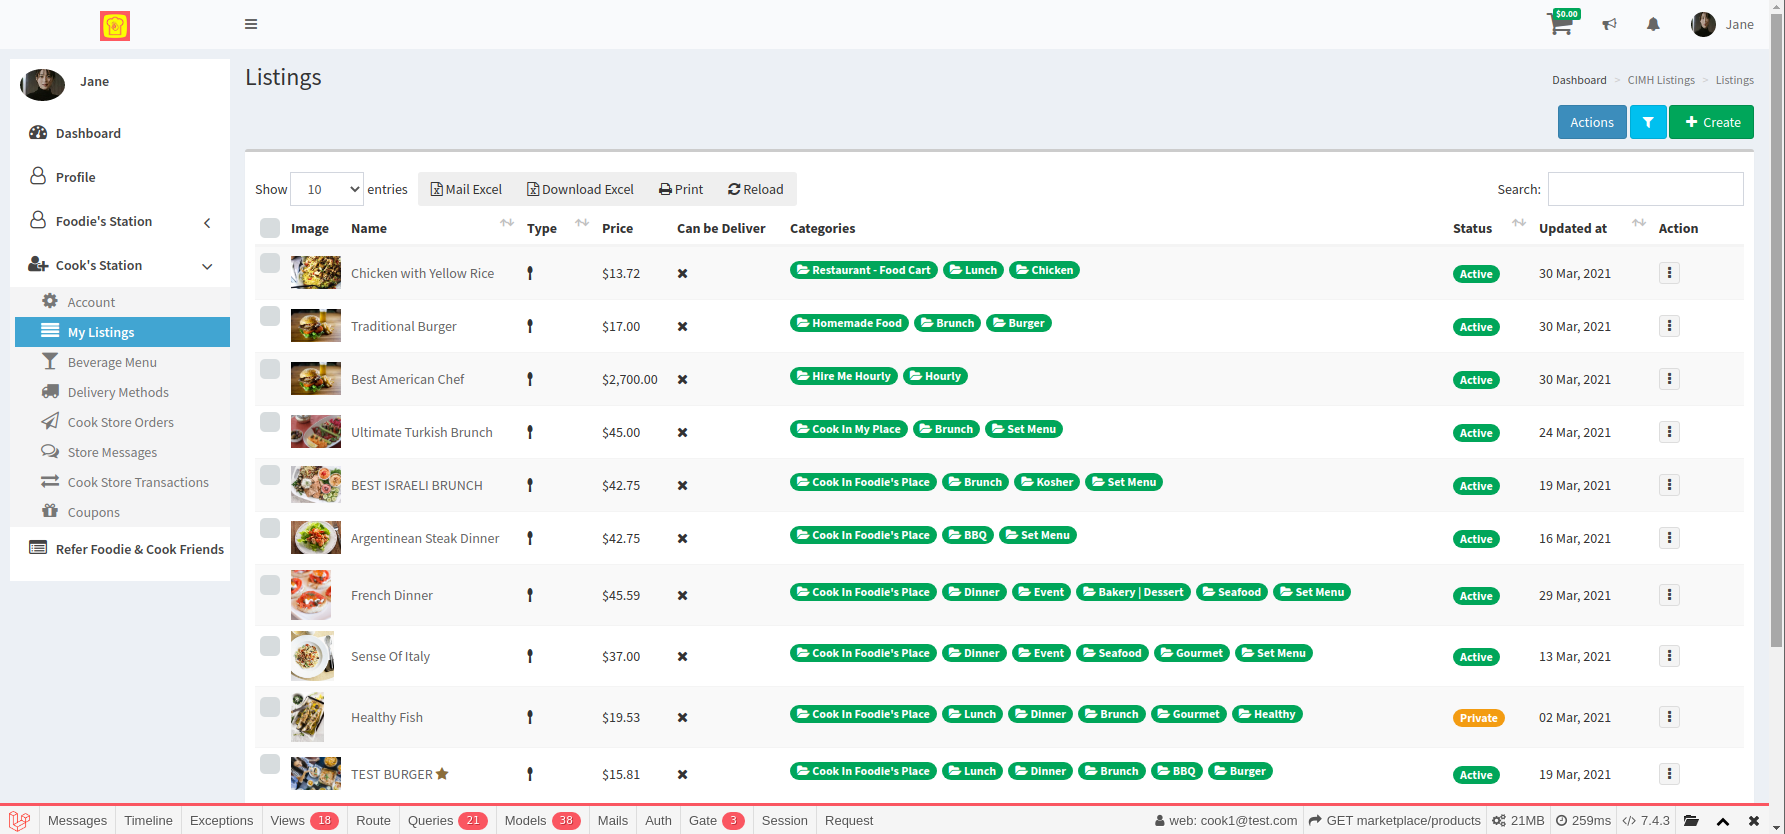 $0.00
Jane
Jane
Dashboard
Profile
Foodie's Station
Cook's Station
Account
My Listings
Beverage Menu
Delivery Methods
Cook Store Orders
Store Messages
Cook Store Transactions
Coupons
Refer Foodie & Cook Friends
Listings
Dashboard > CIMH Listings > Listings
Actions
Create
Show 10 entries Mail Excel Download Excel Print Reload Search:
Image Name Type Price Can be Deliver Categories Status Updated at Action
Chicken with Yellow Rice $13.72 Restaurant - Food Cart Lunch Chicken Active 30 Mar, 2021
Traditional Burger $17.00 Homemade Food Brunch Burger Active 30 Mar, 2021
Best American Chef $2,700.00 Hire Me Hourly Hourly Active 30 Mar, 2021
Ultimate Turkish Brunch $45.00 Cook In My Place Brunch Set Menu Active 24 Mar, 2021
BEST ISRAELI BRUNCH $42.75 Cook In Foodie's Place Brunch Kosher Set Menu Active 19 Mar, 2021
Argentinean Steak Dinner $42.75 Cook In Foodie's Place BBQ Set Menu Active 16 Mar, 2021
French Dinner $45.59 Cook In Foodie's Place Dinner Event Bakery | Dessert Seafood Set Menu Active 29 Mar, 2021
Sense Of Italy $37.00 Cook In Foodie's Place Dinner Event Seafood Gourmet Set Menu Active 13 Mar, 2021
Healthy Fish $19.53 Cook In Foodie's Place Lunch Dinner Brunch Gourmet Healthy Private 02 Mar, 2021
TEST BURGER $15.81 Cook In Foodie's Place Lunch Dinner Brunch BBQ Burger Active 19 Mar, 2021
Messages Timeline Exceptions Views 18 Route Queries 21 Models 38 Mails Auth Gate 3 Session Request web: cook1@test.com GET marketplace/products 21MB 259ms 7.4.3